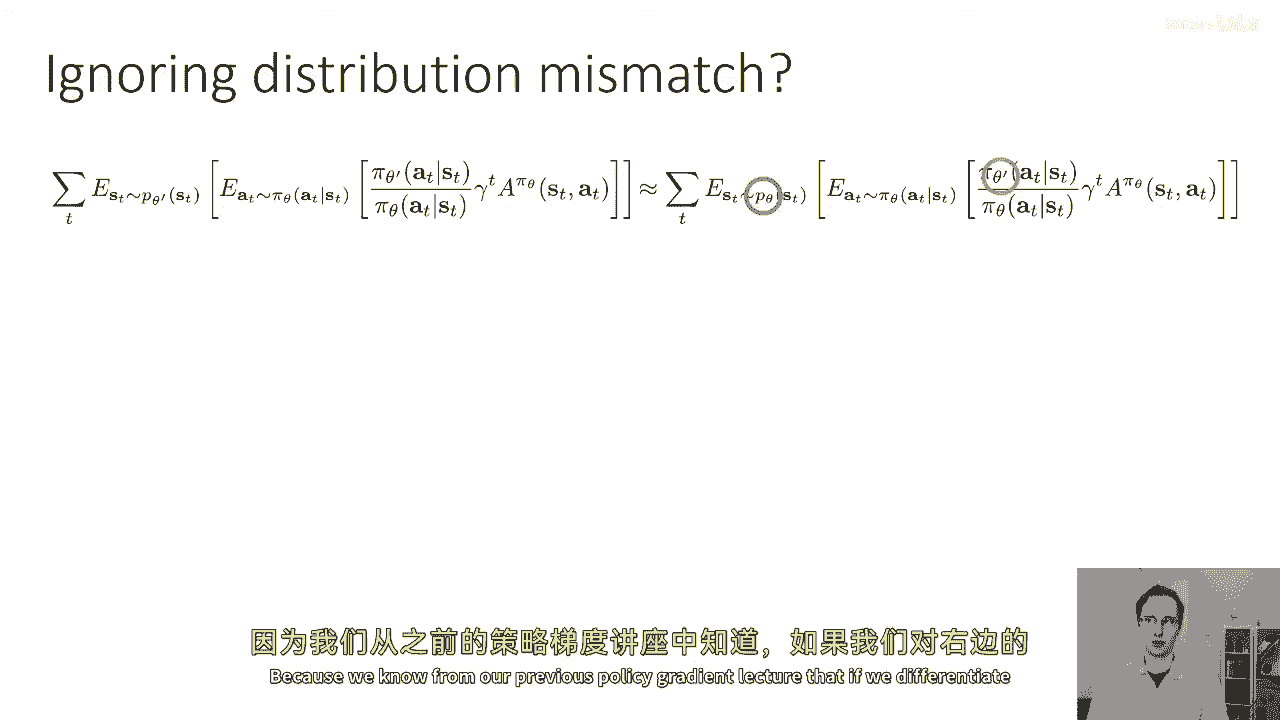 Ignoring distribution mismatch?
$\sum_t E_{\mathbf{s}_t \sim p_{\theta'}(\mathbf{s}_t)} \left[ E_{\mathbf{a}_t \sim \pi_\theta(\mathbf{a}_t|\mathbf{s}_t)} \left[ \frac{\pi_{\theta'}(\mathbf{a}_t|\mathbf{s}_t)}{\pi_\theta(\mathbf{a}_t|\mathbf{s}_t)} \gamma^t A^{\pi_\theta}(\mathbf{s}_t, \mathbf{a}_t) \right] \right] \approx \sum_t E_{\mathbf{s}_t \sim p_\theta(\mathbf{s}_t)} \left[ E_{\mathbf{a}_t \sim \pi_\theta(\mathbf{a}_t|\mathbf{s}_t)} \left[ \frac{\pi_{\theta'}(\mathbf{a}_t|\mathbf{s}_t)}{\pi_\theta(\mathbf{a}_t|\mathbf{s}_t)} \gamma^t A^{\pi_\theta}(\mathbf{s}_t, \mathbf{a}_t) \right] \right]$
因为我们从之前的策略梯度讲座中知道，如果我们对右边的
Because we know from our previous policy gradient lecture that if we differentiate